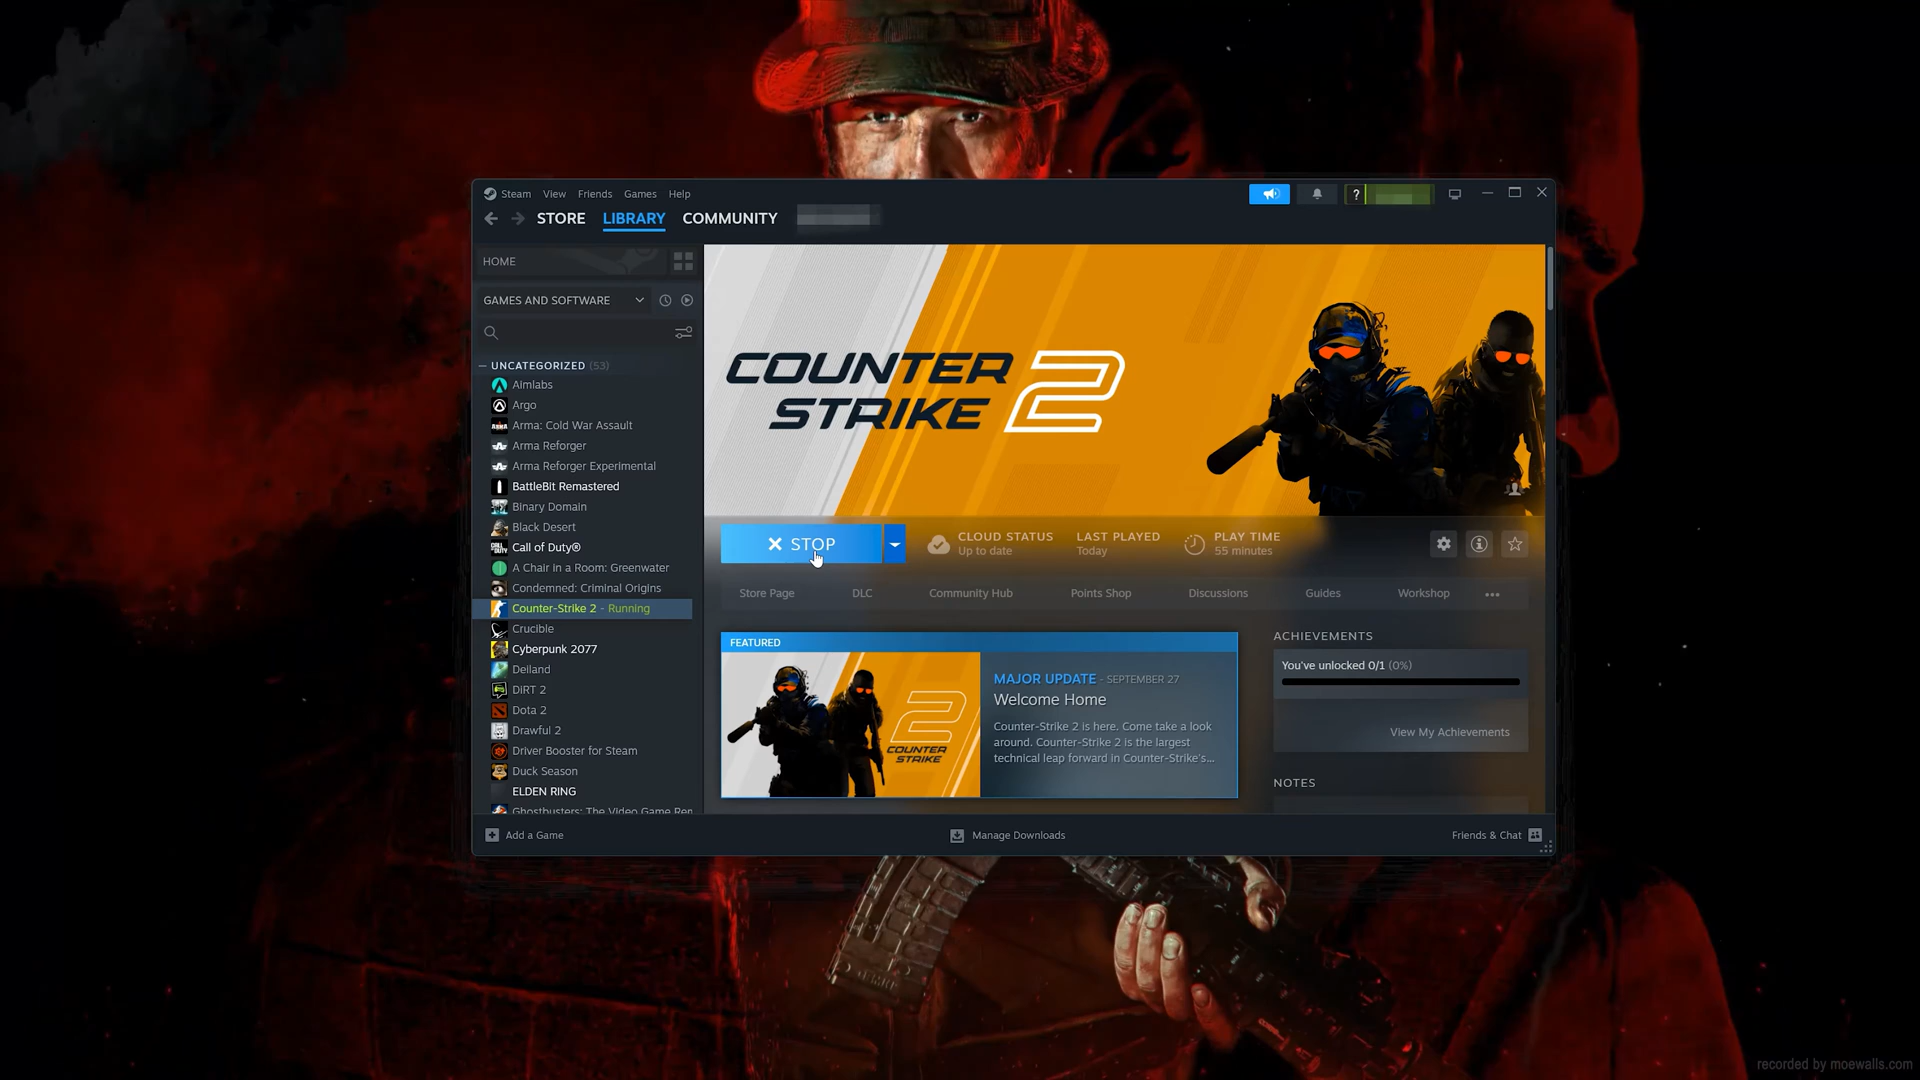 Steam View Friends Games Help
?
STORE LIBRARY COMMUNITY
HOME
GAMES AND SOFTWARE
UNCATEGORIZED (53)
Aimlabs
Argo
Arma: Cold War Assault
Arma Reforger
Arma Reforger Experimental
BattleBit Remastered
Binary Domain
Black Desert
Call of Duty®
A Chair in a Room: Greenwater
Condemned: Criminal Origins
Counter-Strike 2 - Running
Crucible
Cyberpunk 2077
Deiland
DiRT 2
Dota 2
Drawful 2
Driver Booster for Steam
Duck Season
ELDEN RING
Ghostbusters: The Video Game Rem
COUNTER
STRIKE 2
STOP
CLOUD STATUS
Up to date
LAST PLAYED
Today
PLAY TIME
55 minutes
Store Page DLC Community Hub Points Shop Discussions Guides Workshop ...
FEATURED
2
COUNTER
STRIKE
MAJOR UPDATE - SEPTEMBER 27
Welcome Home
Counter-Strike 2 is here. Come take a look
around. Counter-Strike 2 is the largest
technical leap forward in Counter-Strike's...
ACHIEVEMENTS
You've unlocked 0/1 (0%)
View My Achievements
NOTES
Add a Game
Manage Downloads
Friends & Chat
recorded by moewalls.com